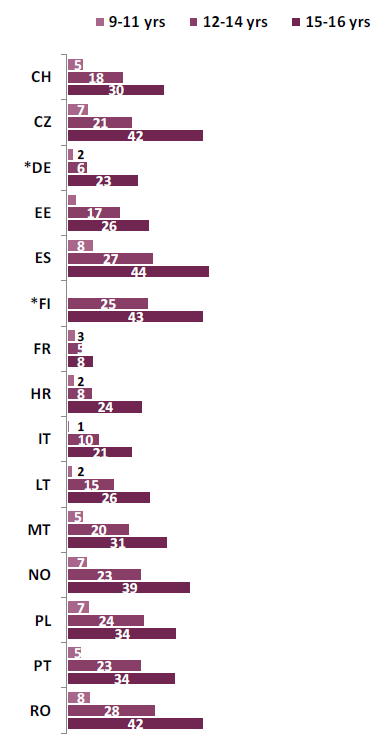 9-11 yrs 12-14 yrs 15-16 yrs
CH
5
18
30
CZ
7
21
42
*DE
2
6
23
EE
17
26
ES
8
27
44
*FI
25
43
FR
3
5
8
HR
2
8
24
IT
1
10
21
LT
2
15
26
MT
5
20
31
NO
7
23
39
PL
7
24
34
PT
5
23
34
RO
8
28
42